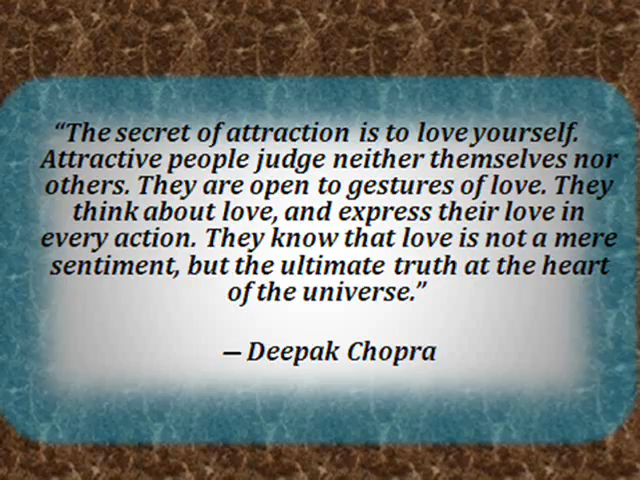 “The secret of attraction is to love yourself.
Attractive people judge neither themselves nor
others. They are open to gestures of love. They
think about love, and express their love in
every action. They know that love is not a mere
sentiment, but the ultimate truth at the heart
of the universe.”
— Deepak Chopra